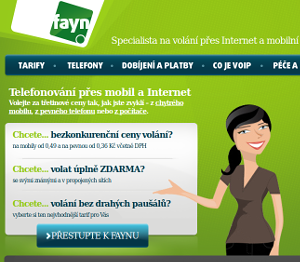 fayn
Specialista na volání přes Internet a mobilní
TARIFY • TELEFONY • DOBÍJENÍ A PLATBY • CO JE VOIP • PÉČE A
Telefonování přes mobil a Internet
Volejte za třetinové ceny tak, jak jste zvykli - z chytrého
mobilu, z pevného telefonu nebo z počítače.
Chcete... bezkonkurenční ceny volání?
na mobily od 0,49 a na pevnou od 0,36 Kč včetně DPH
Chcete... volat úplně ZDARMA?
se svými známými a v propojených sítích
Chcete... volání bez drahých paušálů?
vyberte si ten nejvhodnější tarif pro Vás
PŘESTUPTE K FAYNU